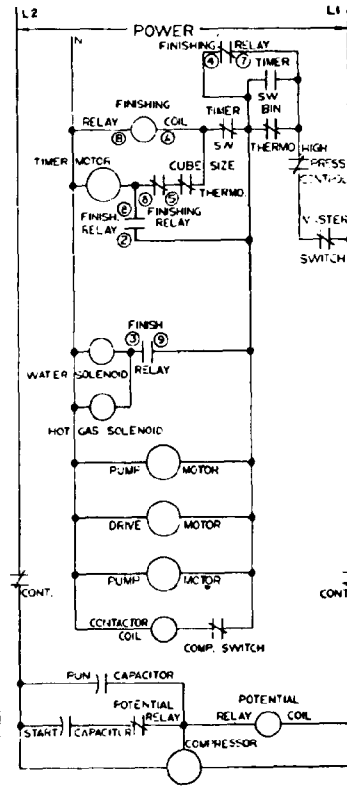 L2
L1
POWER
N
FINISHING RELAY
4 7
TIMER
SW
BIN
THERMO
FINISHING
RELAY COIL
B A
TIMER
SW
HIGH
PRESS
CONTROL
TIMER MOTOR
CUBE SIZE
THERMO.
6 5
FINISHING
RELAY
8
FINISH
RELAY
2
MASTER
SWITCH
FINISH
3 9
RELAY
WATER SOLENOID
HOT GAS SOLENOID
PUMP MOTOR
DRIVE MOTOR
PUMP MOTOR
CONT.
CONT
CONTACTOR
COIL
COMP. SWITCH
RUN CAPACITOR
POTENTIAL
RELAY
POTENTIAL
RELAY COIL
START CAPACITOR
COMPRESSOR